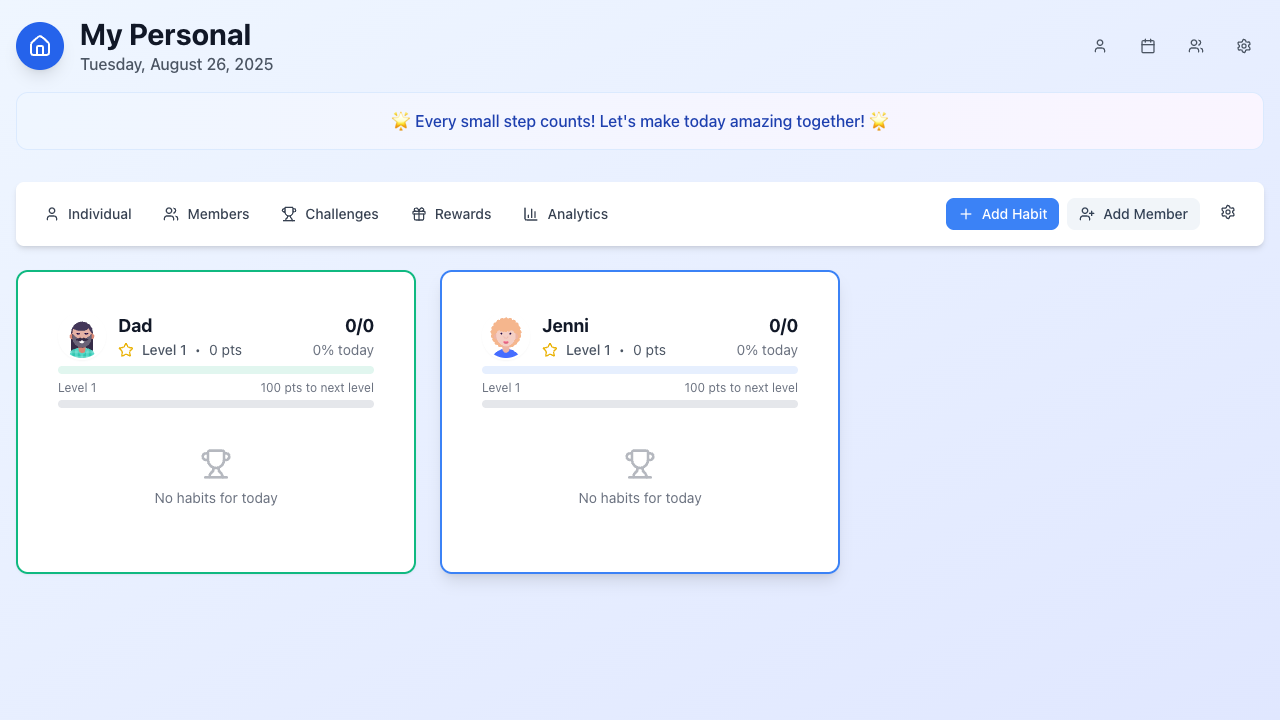 My Personal
Tuesday, August 26, 2025
🌟 Every small step counts! Let's make today amazing together! 🌟
Individual
Members
Challenges
Rewards
Analytics
Add Habit
Add Member
Dad
0/0
Level 1 • 0 pts
0% today
Level 1
100 pts to next level
No habits for today
Jenni
0/0
Level 1 • 0 pts
0% today
Level 1
100 pts to next level
No habits for today